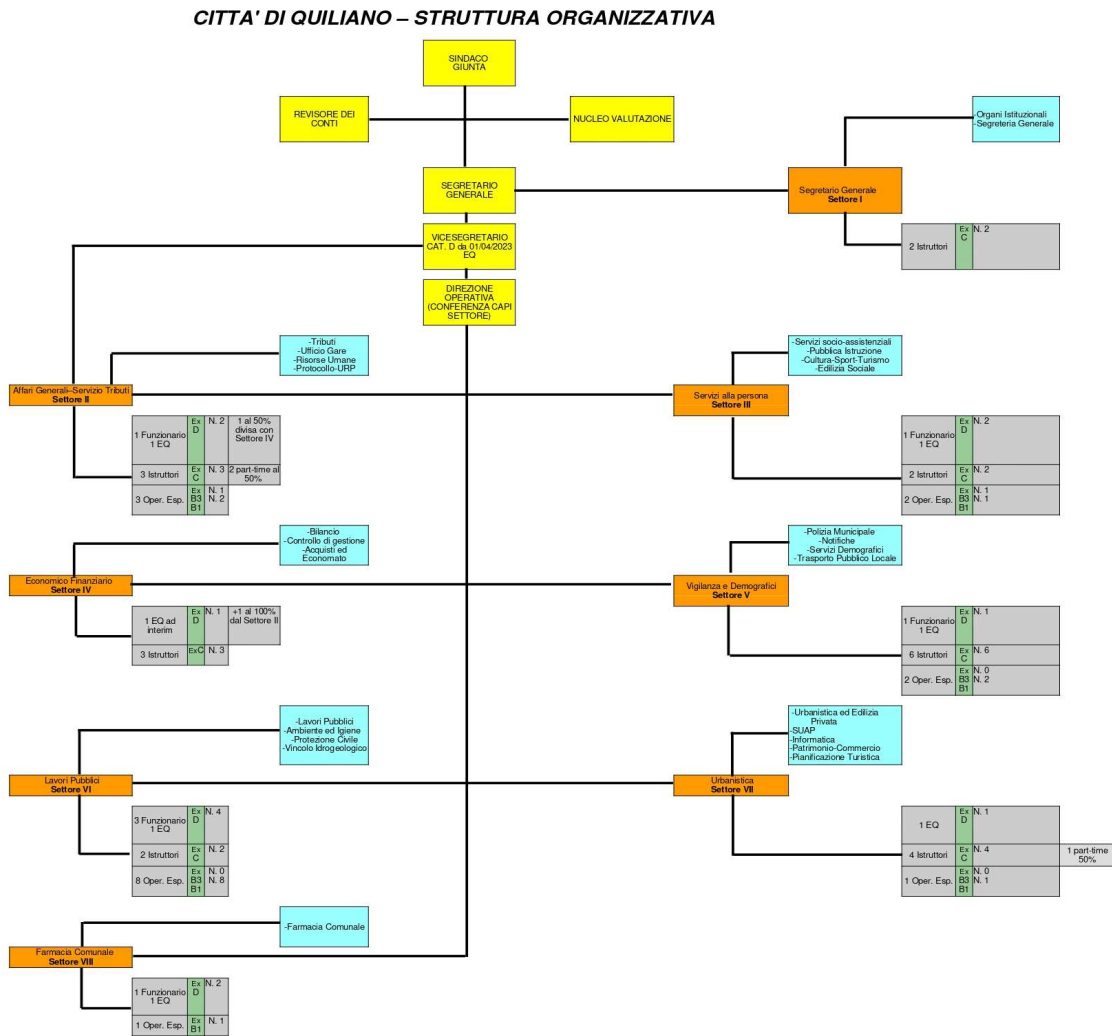 CITTA' DI QUILIANO – STRUTTURA ORGANIZZATIVA
SINDACO
GIUNTA
REVISORE DEI
CONTI
NUCLEO VALUTAZIONE
-Organi Istituzionali
-Segreteria Generale
SEGRETARIO
GENERALE
Segretario Generale
Settore I
VICESEGRETARIO
CAT. D da 01/04/2023
EQ
2 Istruttori
Ex
C
N. 2
DIREZIONE
OPERATIVA
(CONFERENZA CAPI
SETTORE)
-Tributi
-Ufficio Gare
-Risorse Umane
-Protocollo-URP
Affari Generali–Servizio Tributi
Settore II
1 Funzionario
1 EQ
Ex
D
N. 2
1 al 50%
divisa con
Settore IV
3 Istruttori
Ex
C
N. 3
2 part-time al
50%
3 Oper. Esp.
Ex
B3
B1
N. 1
N. 2
-Servizi socio-assistenziali
-Pubblica Istruzione
-Cultura-Sport-Turismo
-Edilizia Sociale
Servizi alla persona
Settore III
1 Funzionario
1 EQ
Ex
D
N. 2
2 Istruttori
Ex
C
N. 2
2 Oper. Esp.
Ex
B3
B1
N. 1
N. 1
-Bilancio
-Controllo di gestione
-Acquisti ed
Economato
Economico Finanziario
Settore IV
1 EQ ad
interim
Ex
D
N. 1
+1 al 100%
dal Settore II
3 Istruttori
ExC
N. 3
-Polizia Municipale
-Notifiche
-Servizi Demografici
-Trasporto Pubblico Locale
Vigilanza e Demografici
Settore V
1 Funzionario
1 EQ
Ex
D
N. 1
6 Istruttori
Ex
C
N. 6
2 Oper. Esp.
Ex
B3
B1
N. 0
N. 2
-Lavori Pubblici
-Ambiente ed Igiene
-Protezione Civile
-Vincolo Idrogeologico
Lavori Pubblici
Settore VI
3 Funzionario
1 EQ
Ex
D
N. 4
2 Istruttori
Ex
C
N. 2
8 Oper. Esp.
Ex
B3
B1
N. 0
N. 8
-Urbanistica ed Edilizia
Privata
-SUAP
-Informatica
-Patrimonio-Commercio
-Pianificazione Turistica
Urbanistica
Settore VII
1 EQ
Ex
D
N. 1
4 Istruttori
Ex
C
N. 4
1 part-time
50%
1 Oper. Esp.
Ex
B3
B1
N. 0
N. 1
-Farmacia Comunale
Farmacia Comunale
Settore VIII
1 Funzionario
1 EQ
Ex
D
N. 2
1 Oper. Esp.
Ex
B1
N. 1